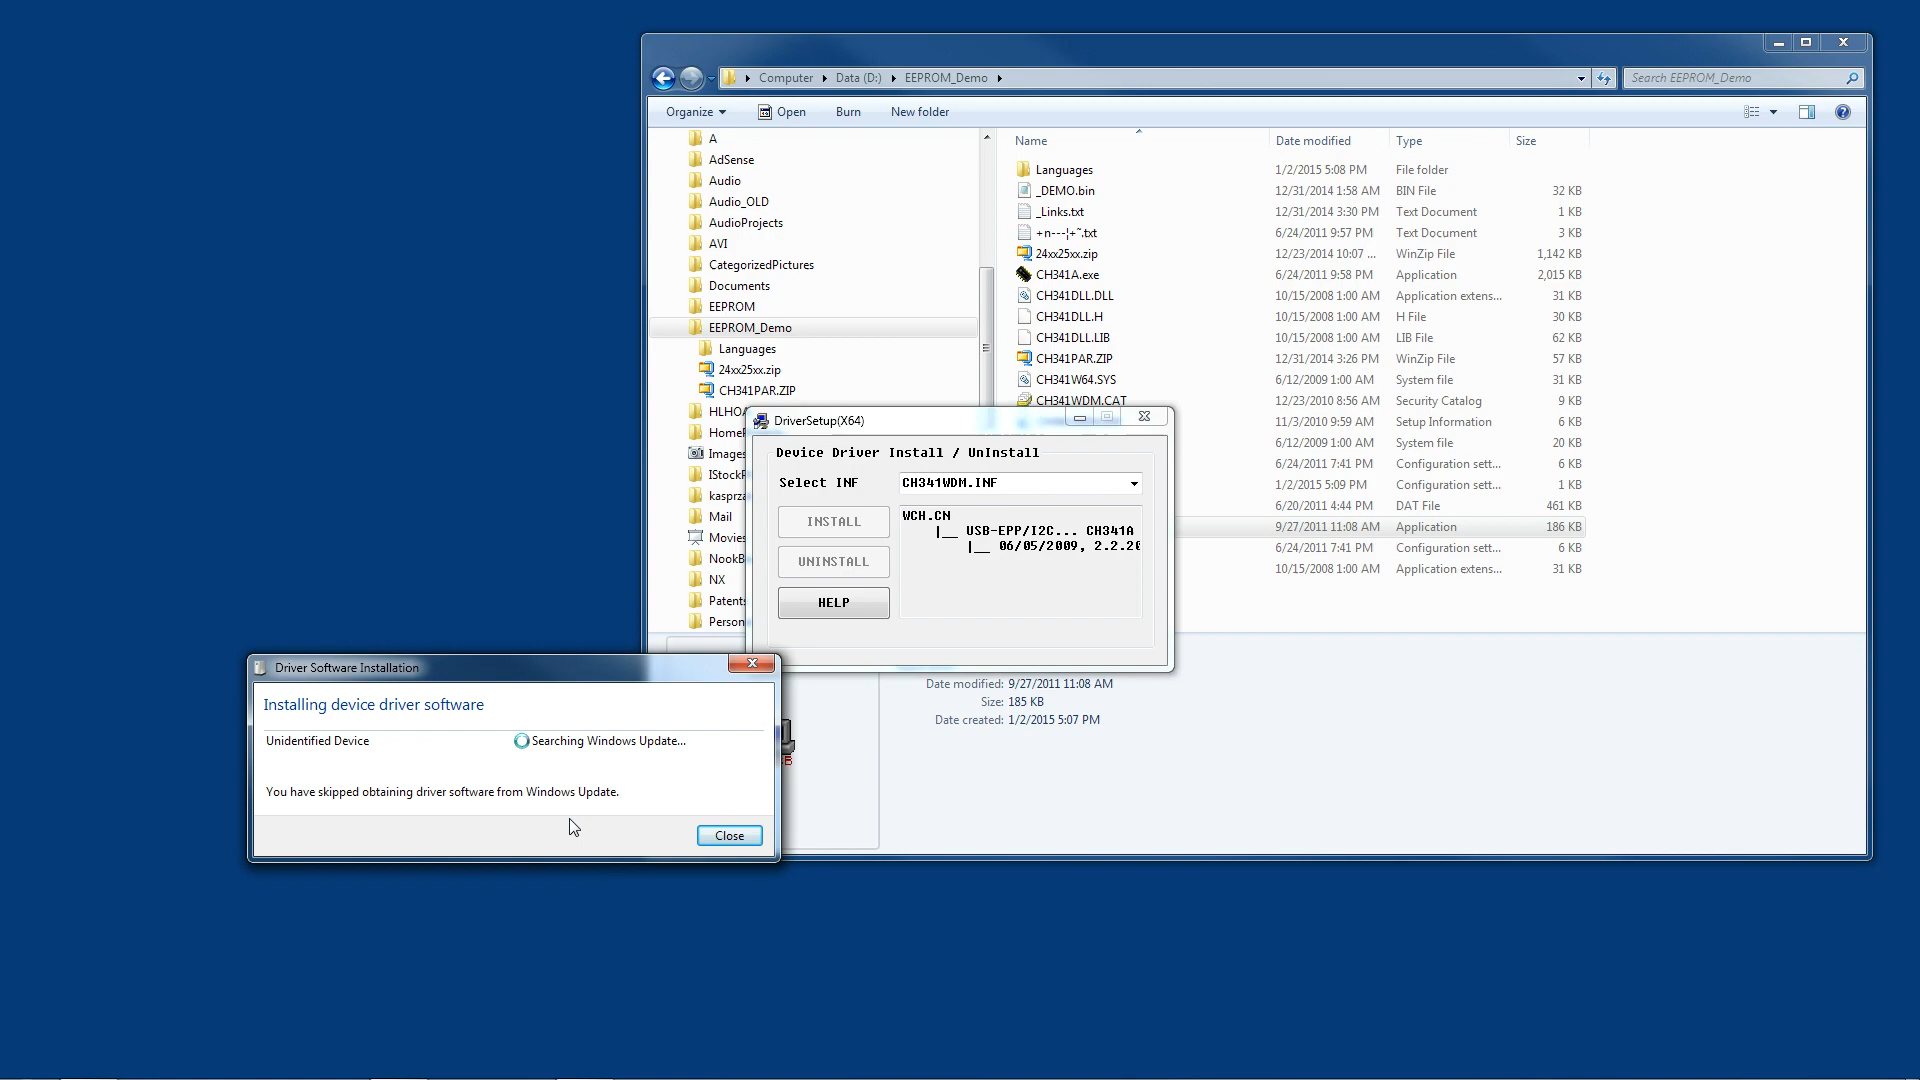 Computer Data (D:) EEPROM_Demo
Search EEPROM_Demo
Organize Open Burn New folder
A
AdSense
Audio
Audio_OLD
AudioProjects
AVI
CategorizedPictures
Documents
EEPROM
EEPROM_Demo
Languages
24xx25xx.zip
CH341PAR.ZIP
HLHO
Home
Images
IStock
kasprz
Mail
Movies
NookB
NX
Patents
Person
Name Date modified Type Size
Languages 1/2/2015 5:08 PM File folder
_DEMO.bin 12/31/2014 1:58 AM BIN File 32 KB
_Links.txt 12/31/2014 3:30 PM Text Document 1 KB
+n---¦+˜.txt 6/24/2011 9:57 PM Text Document 3 KB
24xx25xx.zip 12/23/2014 10:07 ... WinZip File 1,142 KB
CH341A.exe 6/24/2011 9:58 PM Application 2,015 KB
CH341DLL.DLL 10/15/2008 1:00 AM Application extens... 31 KB
CH341DLL.H 10/15/2008 1:00 AM H File 30 KB
CH341DLL.LIB 10/15/2008 1:00 AM LIB File 62 KB
CH341PAR.ZIP 12/31/2014 3:26 PM WinZip File 57 KB
CH341W64.SYS 6/12/2009 1:00 AM System file 31 KB
CH341WDM.CAT 12/23/2010 8:56 AM Security Catalog 9 KB
11/3/2010 9:59 AM Setup Information 6 KB
6/12/2009 1:00 AM System file 20 KB
6/24/2011 7:41 PM Configuration sett... 6 KB
1/2/2015 5:09 PM Configuration sett... 6 KB
6/20/2011 4:44 PM DAT File 461 KB
9/27/2011 11:08 AM Application 186 KB
6/24/2011 7:41 PM Configuration sett... 6 KB
10/15/2008 1:00 AM Application extens... 31 KB
DriverSetup(X64)
Device Driver Install / UnInstall
Select INF CH341WDM.INF
INSTALL
UNINSTALL
HELP
WCH.CN
|__ USB-EPP/I2C... CH341A
|__ 06/05/2009, 2.2.20
Date modified: 9/27/2011 11:08 AM
Size: 185 KB
Date created: 1/2/2015 5:07 PM
Driver Software Installation
Installing device driver software
Unidentified Device Searching Windows Update...
You have skipped obtaining driver software from Windows Update.
Close